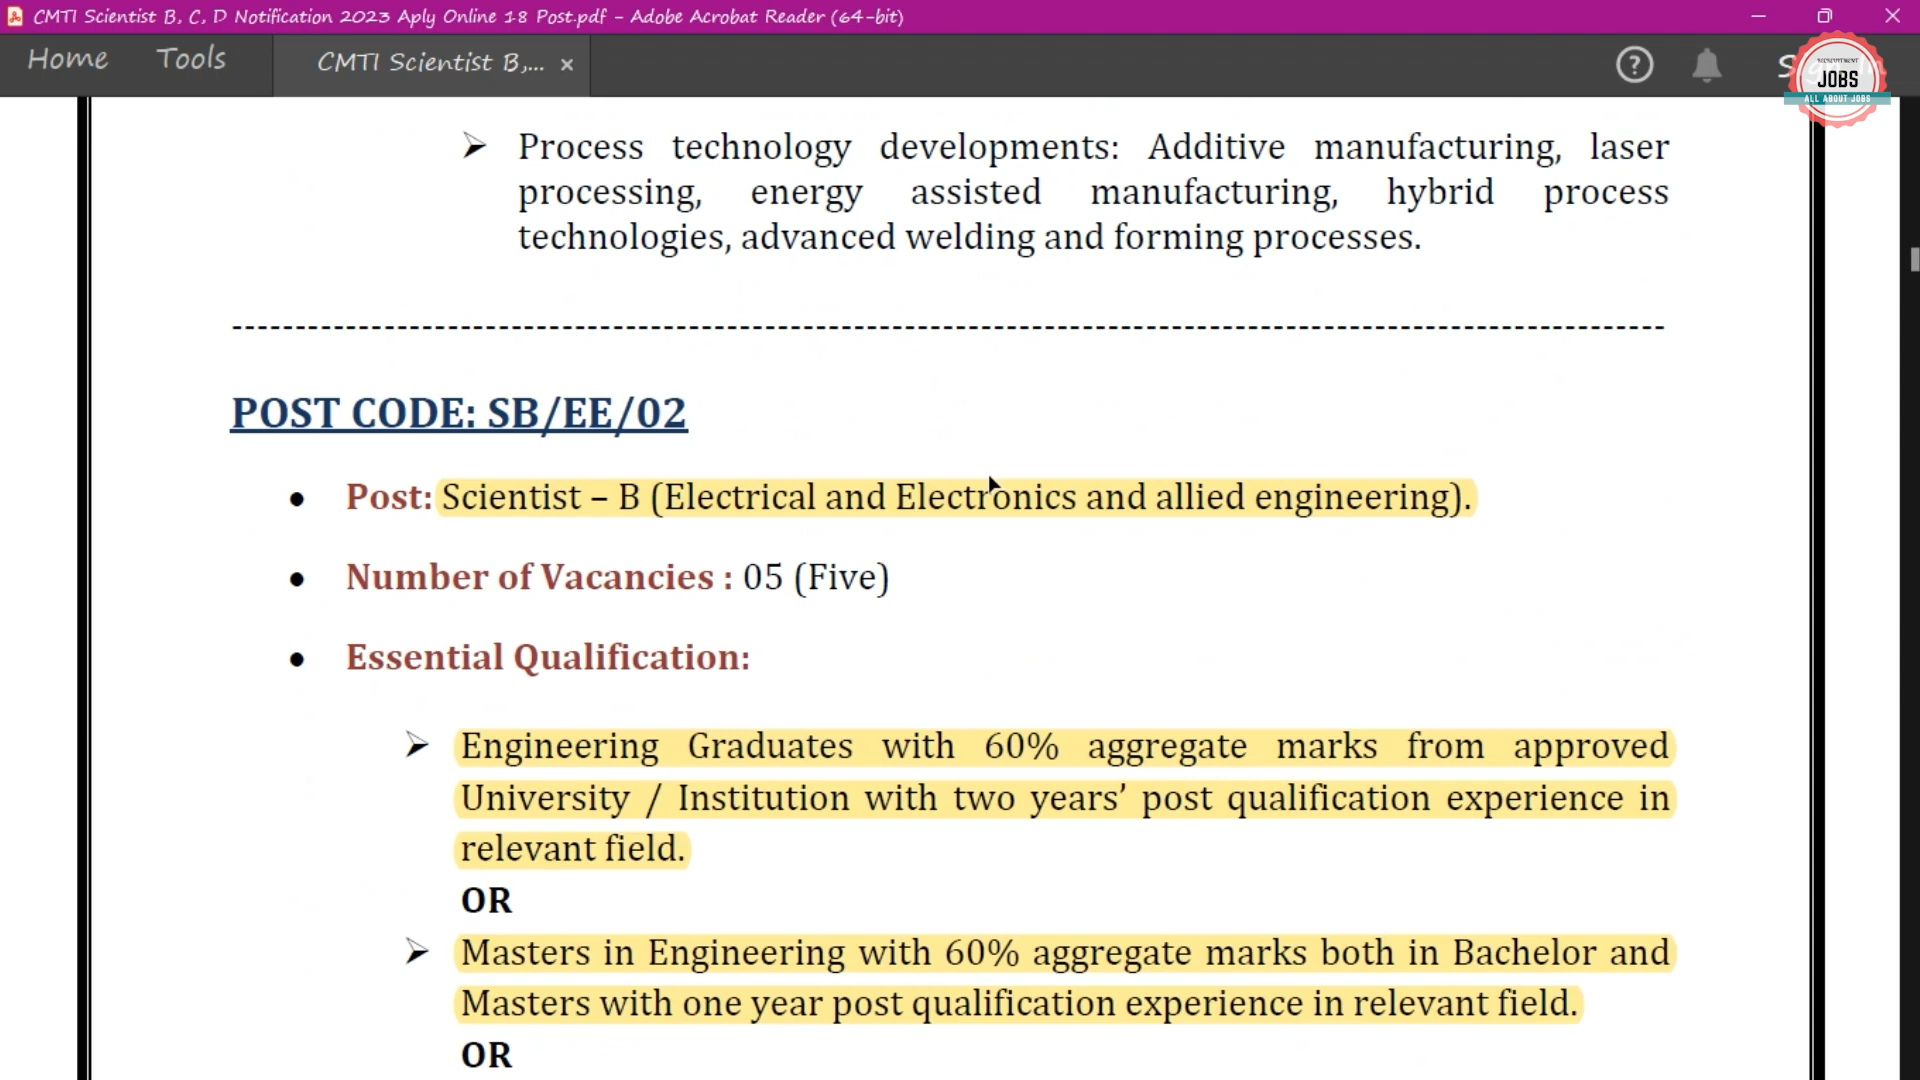 CMTI Scientist B, C, D Notification 2023 Aply Online 18 Post.pdf - Adobe Acrobat Reader (64-bit)
Home Tools CMTI Scientist B,... ×
RECRUITMENT
JOBS
ALL ABOUT JOBS
➢ Process technology developments: Additive manufacturing, laser
processing, energy assisted manufacturing, hybrid process
technologies, advanced welding and forming processes.
POST CODE: SB/EE/02
• Post: Scientist – B (Electrical and Electronics and allied engineering).
• Number of Vacancies : 05 (Five)
• Essential Qualification:
➢ Engineering Graduates with 60% aggregate marks from approved
University / Institution with two years’ post qualification experience in
relevant field.
OR
➢ Masters in Engineering with 60% aggregate marks both in Bachelor and
Masters with one year post qualification experience in relevant field.
OR